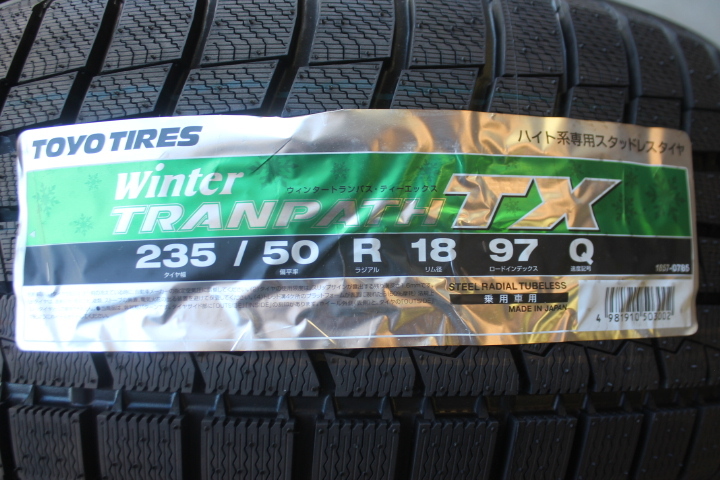 TOYO TIRES
ハイト系専用スタッドレスタイヤ
Winter
ウィンタートランパス・ティーエックス
TRANPATH TX
235 / 50 R 18 97 Q
タイヤ幅 偏平率 ラジアル リム径 ロードインデックス 速度記号
STEEL RADIAL TUBELESS
乗用車用
MADE IN JAPAN
4 981910 503002